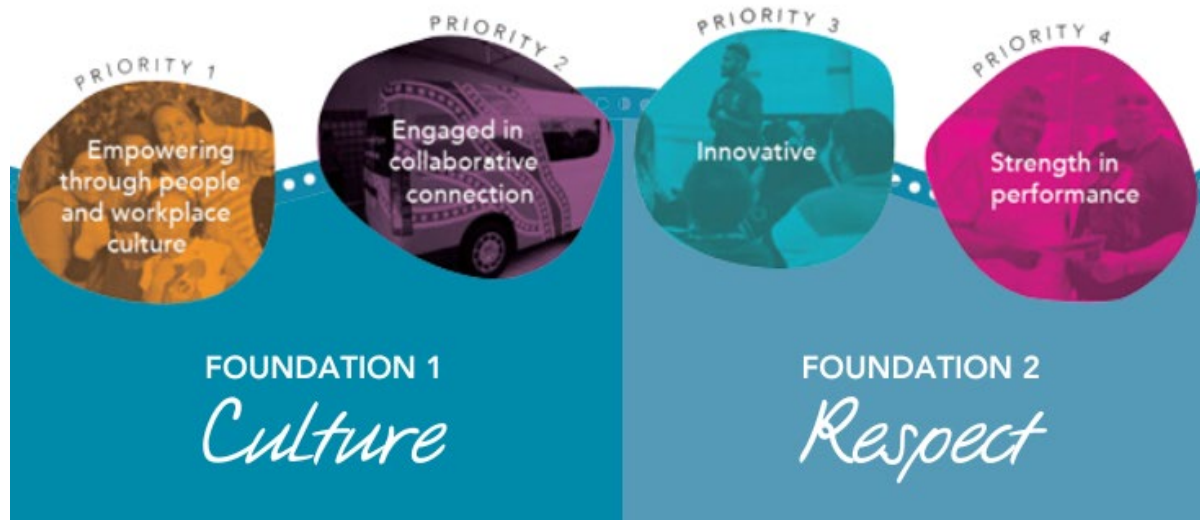 PRIORITY 1
Empowering
through people
and workplace
culture
PRIORITY 2
Engaged in
collaborative
connection
PRIORITY 3
Innovative
PRIORITY 4
Strength in
performance
FOUNDATION 1
Culture
FOUNDATION 2
Respect